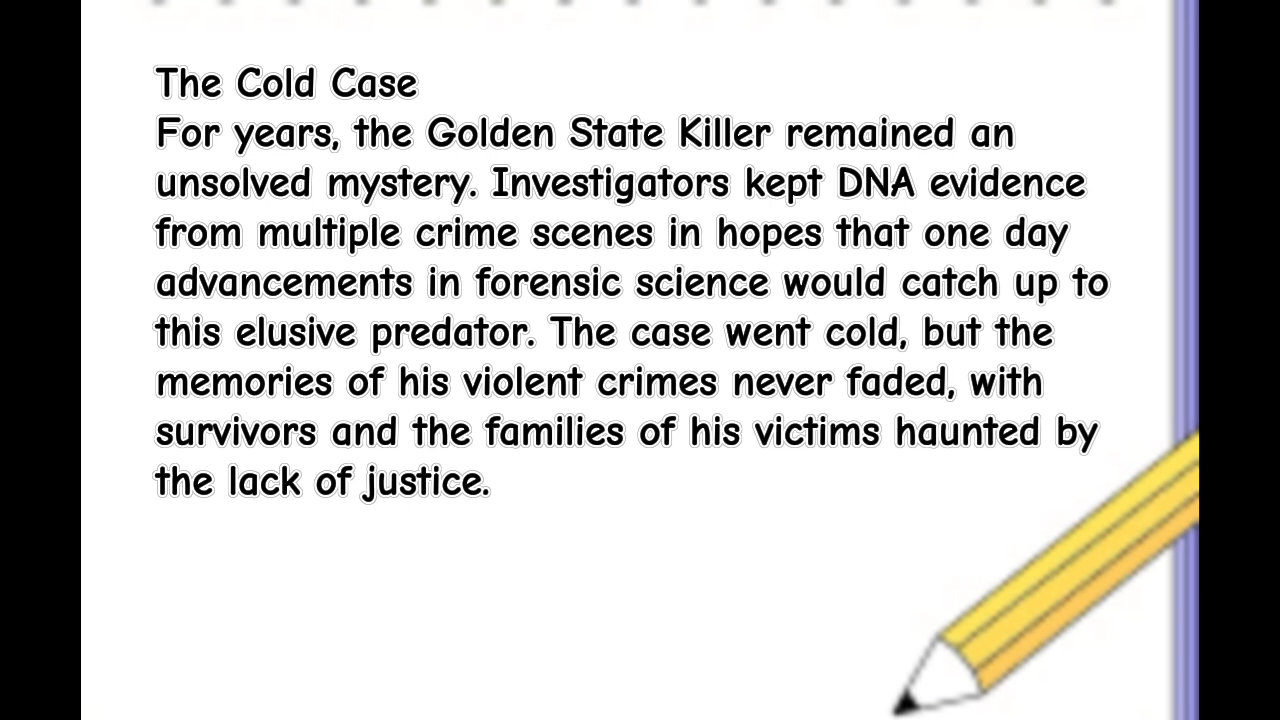 The Cold Case
For years, the Golden State Killer remained an
unsolved mystery. Investigators kept DNA evidence
from multiple crime scenes in hopes that one day
advancements in forensic science would catch up to
this elusive predator. The case went cold, but the
memories of his violent crimes never faded, with
survivors and the families of his victims haunted by
the lack of justice.